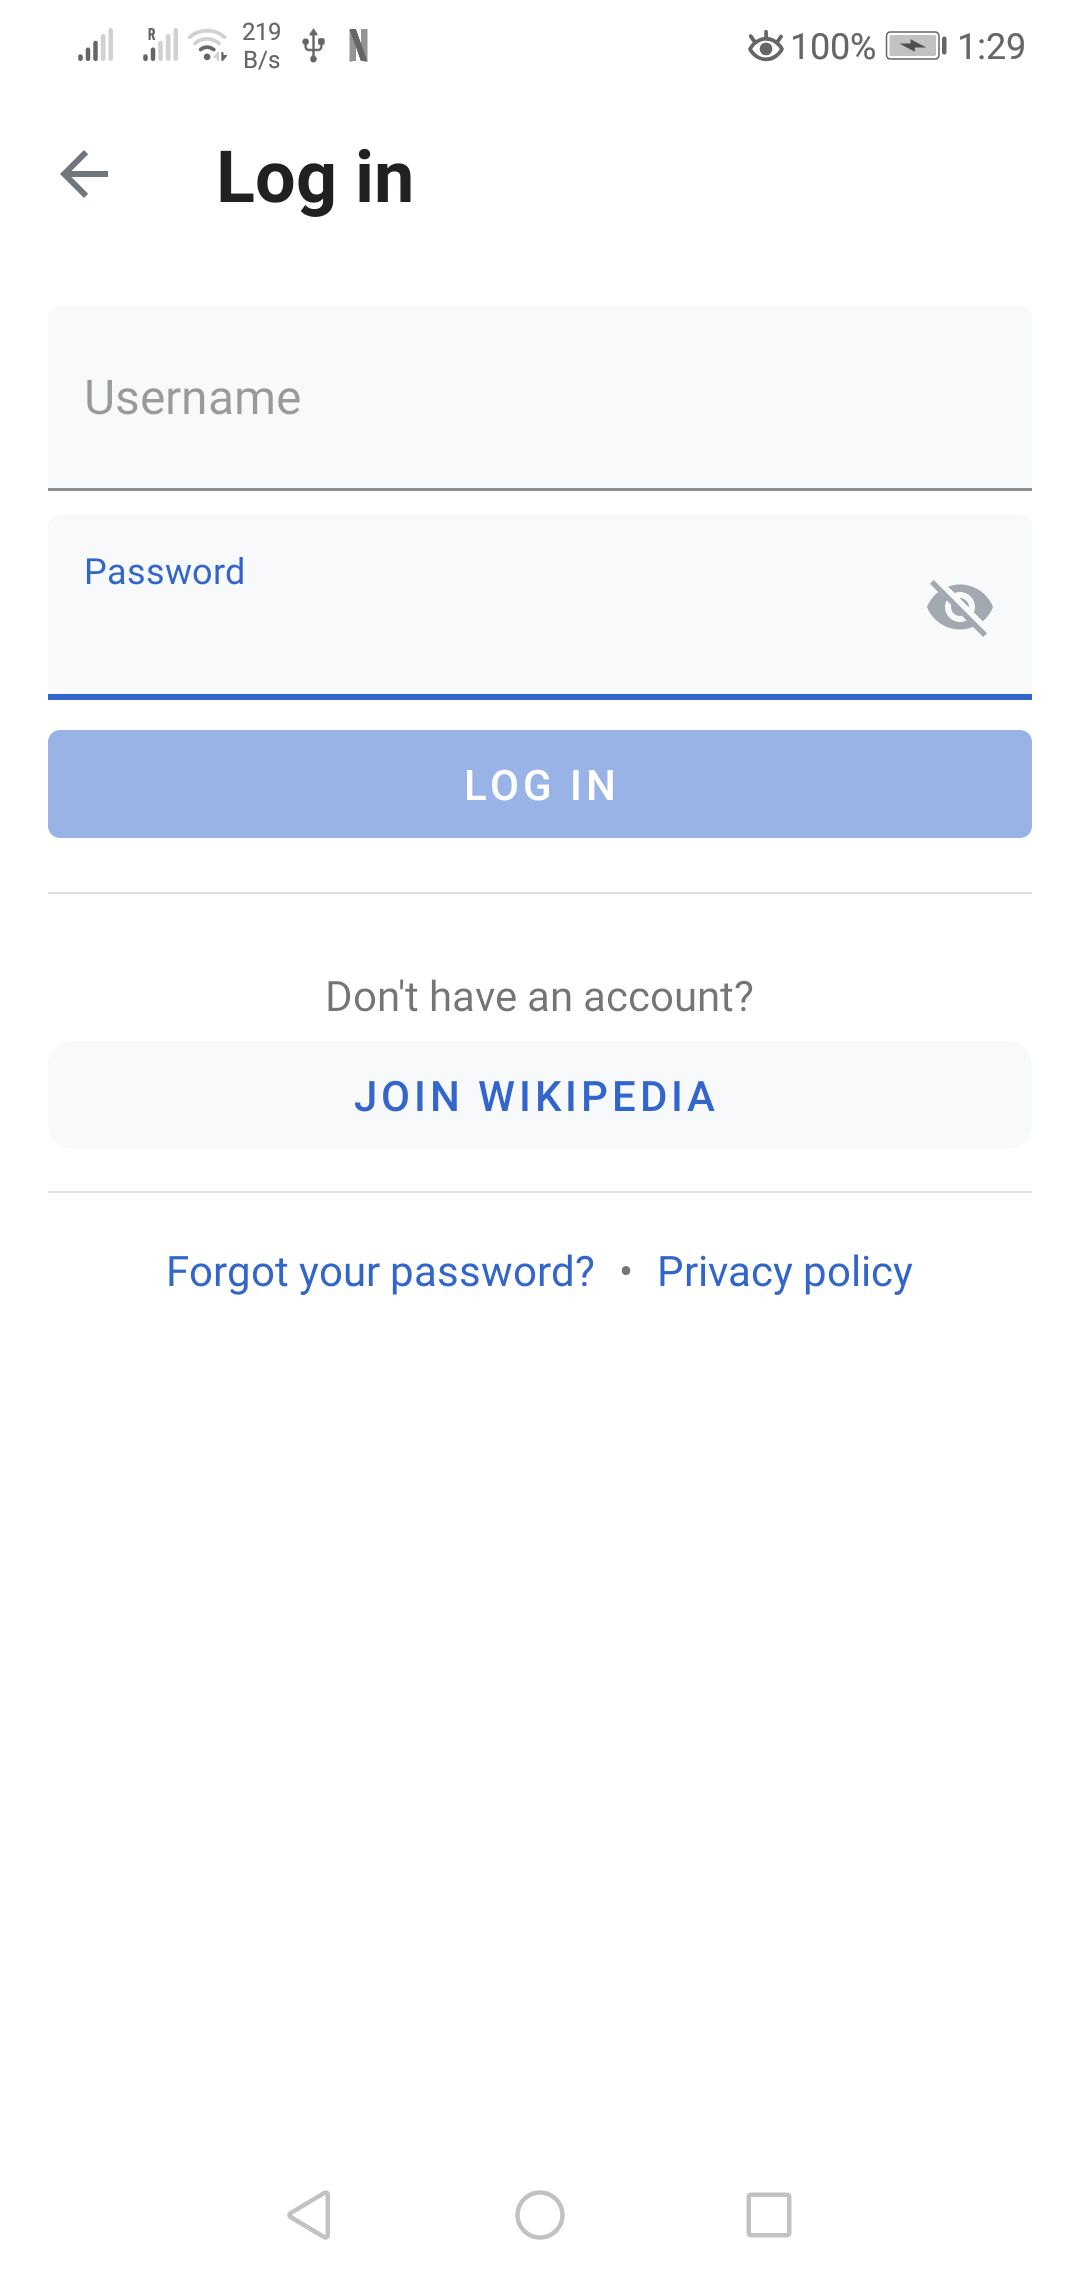 R 219 B/s 100% 1:29
Log in
Username
Password
LOG IN
Don't have an account?
JOIN WIKIPEDIA
Forgot your password? • Privacy policy